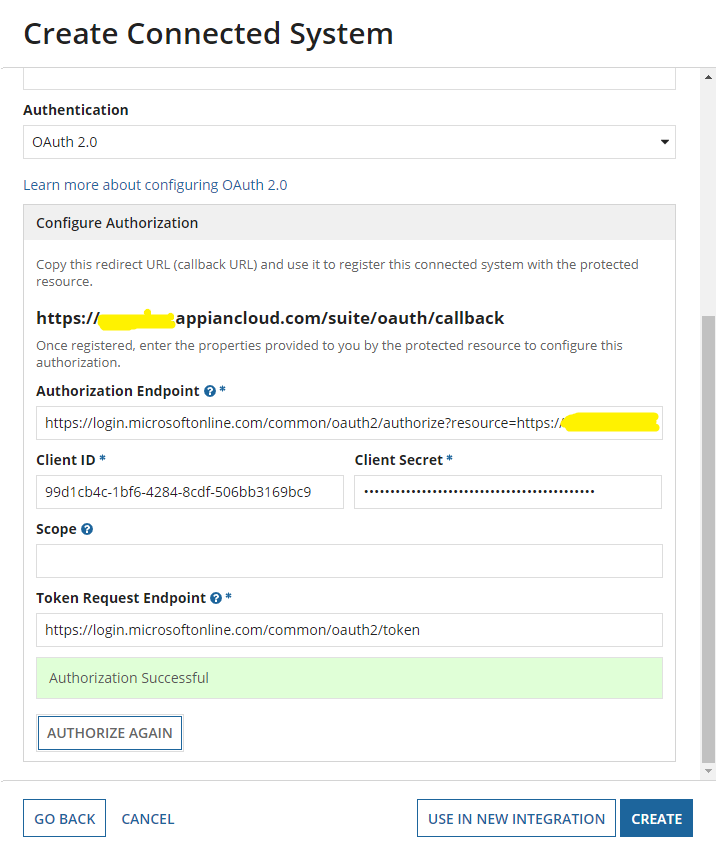 Create Connected System
Authentication
OAuth 2.0
Learn more about configuring OAuth 2.0
Configure Authorization
Copy this redirect URL (callback URL) and use it to register this connected system with the protected
resource.
https:// appiancloud.com/suite/oauth/callback
Once registered, enter the properties provided to you by the protected resource to configure this
authorization.
Authorization Endpoint ? *
https://login.microsoftonline.com/common/oauth2/authorize?resource=https://
Client ID * Client Secret *
99d1cb4c-1bf6-4284-8cdf-506bb3169bc9 ••••••••••••••••••••••••••••••••••••••••••••
Scope ?
Token Request Endpoint ? *
https://login.microsoftonline.com/common/oauth2/token
Authorization Successful
AUTHORIZE AGAIN
GO BACK CANCEL USE IN NEW INTEGRATION CREATE